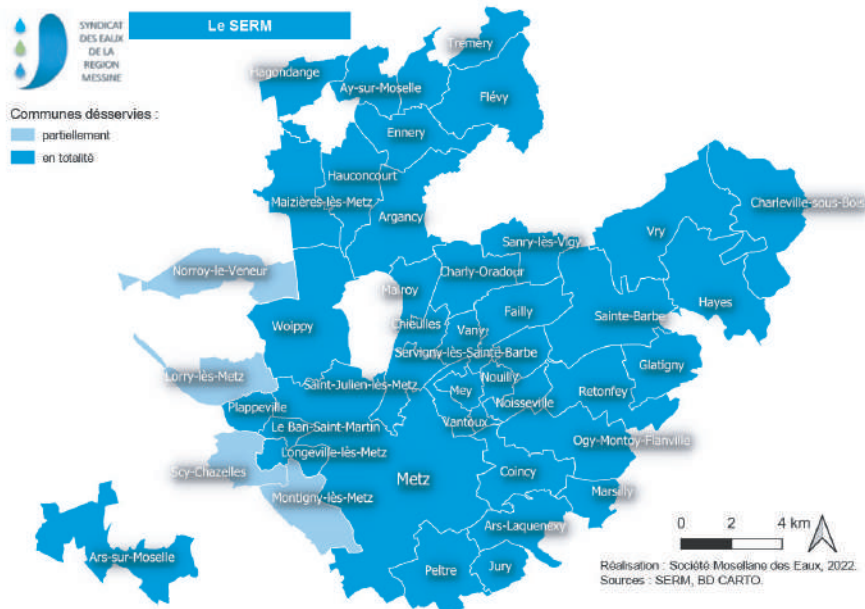 SYNDICAT
DES EAUX
DE LA
REGION
MESSINE
Le SERM
Communes désservies :
partiellement
en totalité
Trémery
Hagondange
Ay-sur-Moselle
Flévy
Ennery
Hauconcourt
Maizières-lès-Metz
Argancy
Charleville-sous-Bois
Sanry-lès-Vigy
Vry
Norroy-le-Veneur
Charly-Oradour
Malroy
Hayes
Failly
Sainte-Barbe
Woippy
Chieulles
Vany
Servigny-lès-Sainte-Barbe
Glatigny
Lorry-lès-Metz
Saint-Julien-lès-Metz
Nouilly
Mey
Retonfey
Noisseville
Plappeville
Le Ban-Saint-Martin
Vantoux
Ogy-Montoy-Flanville
Longeville-lès-Metz
Scy-Chazelles
Metz
Coincy
Marsilly
Montigny-lès-Metz
Ars-Laquenexy
Ars-sur-Moselle
Peltre
Jury
0 2 4 km
Réalisation : Société Mosellane des Eaux, 2022.
Sources : SERM, BD CARTO.